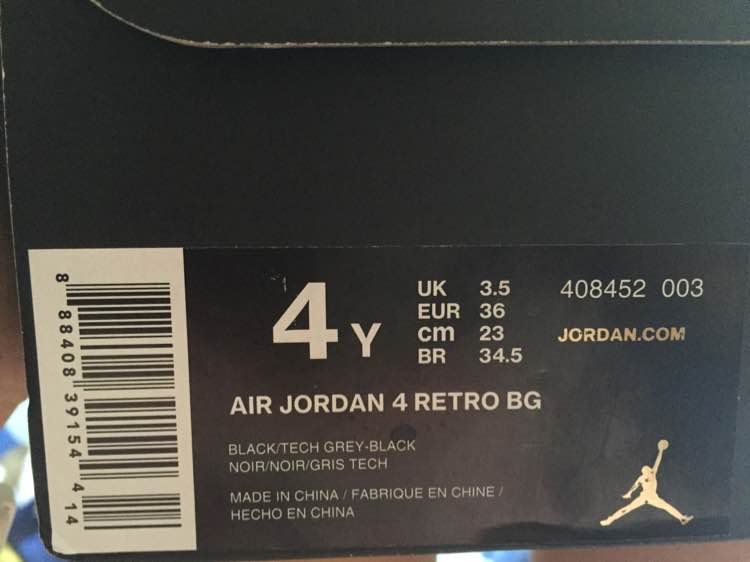 4 Y
UK 3.5
EUR 36
cm 23
BR 34.5
408452 003
JORDAN.COM
AIR JORDAN 4 RETRO BG
BLACK/TECH GREY-BLACK
NOIR/NOIR/GRIS TECH
MADE IN CHINA / FABRIQUE EN CHINE /
HECHO EN CHINA
8 88408 39154 4 14